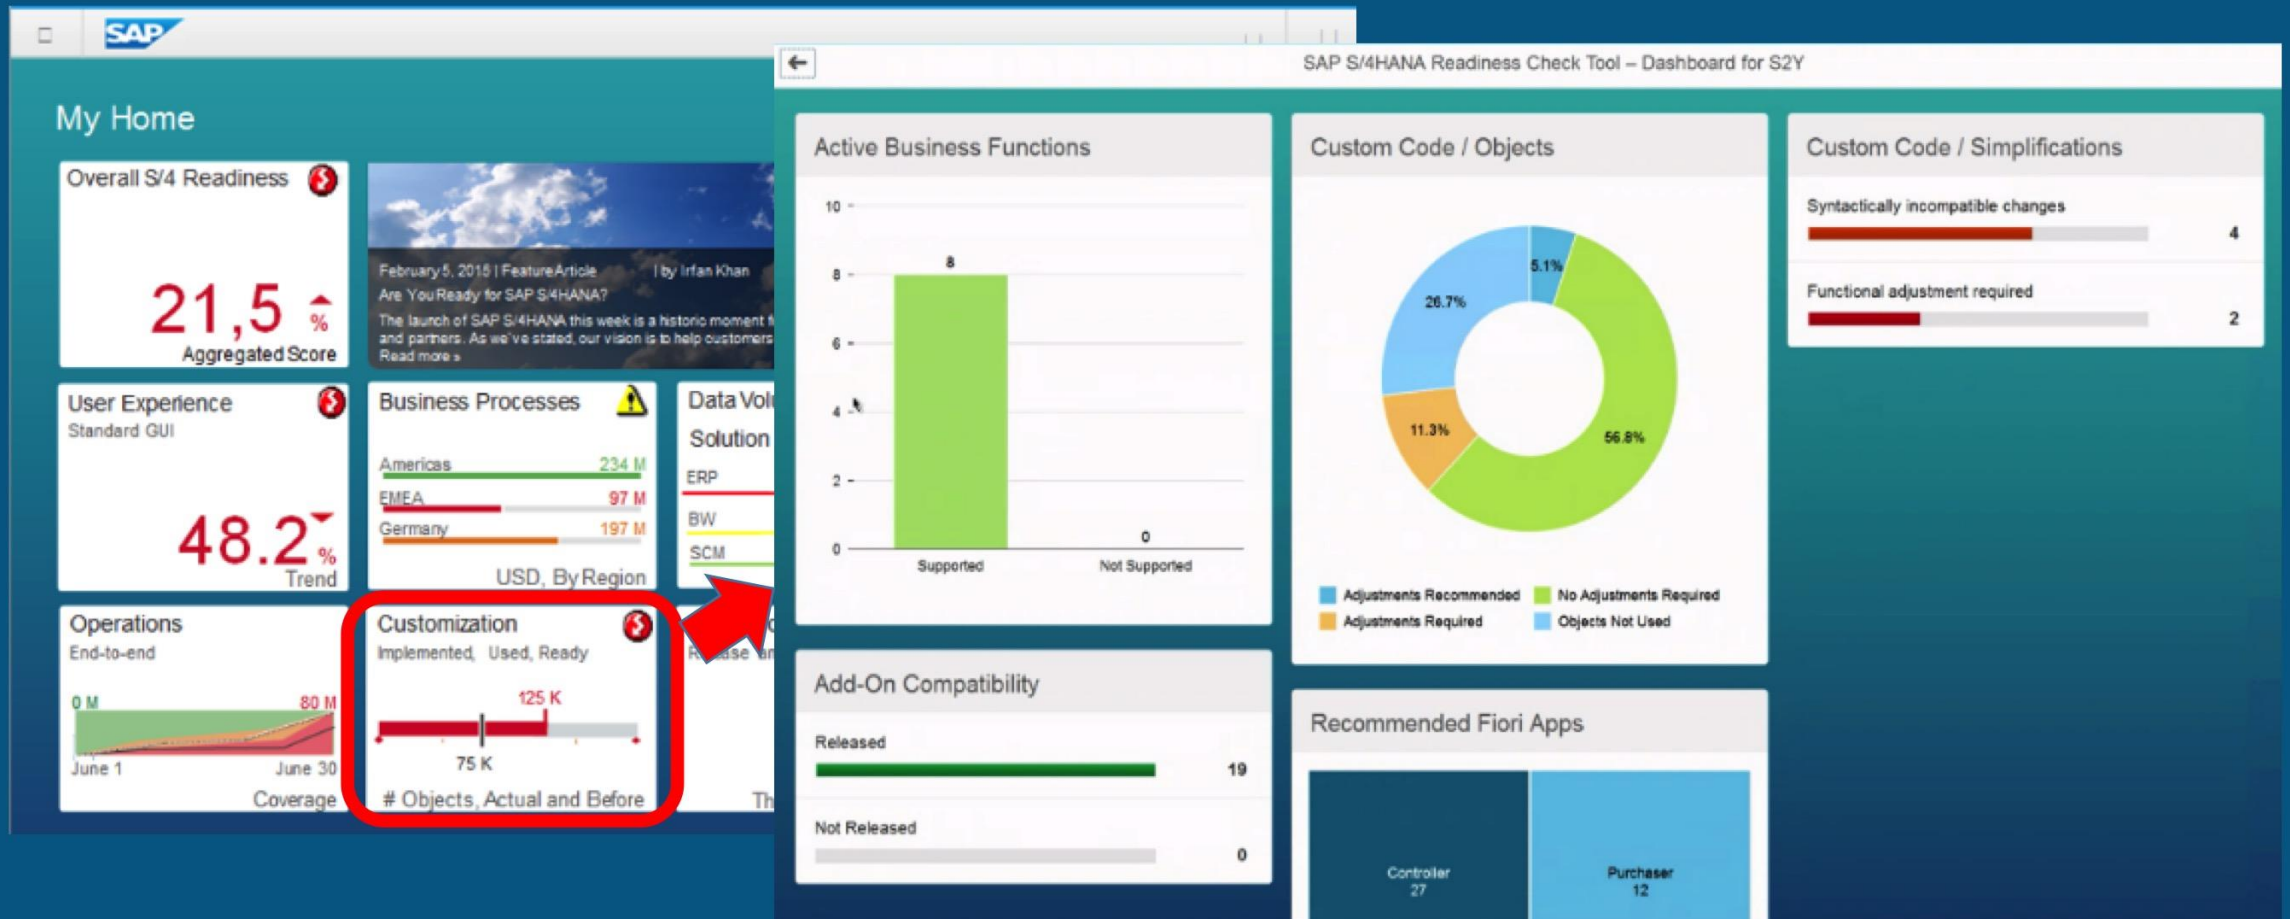 SAP
My Home
Overall S/4 Readiness
21,5 %
Aggregated Score
February 5, 2015 | Feature Article | by Irfan Khan
Are You Ready for SAP S/4HANA?
The launch of SAP S/4HANA this week is a historic moment f
and partners. As we've stated, our vision is to help customers
Read more »
User Experience
Standard GUI
48.2 %
Trend
Business Processes
Americas 234 M
EMEA 97 M
Germany 197 M
USD, By Region
Data Vol
Solution
ERP
BW
SCM
Operations
End-to-end
0 M 80 M
June 1 June 30
Coverage
Customization
Implemented, Used, Ready
125 K
75 K
# Objects, Actual and Before
Th
SAP S/4HANA Readiness Check Tool – Dashboard for S2Y
Active Business Functions
10
8
6
4
2
0
8
0
Supported Not Supported
Add-On Compatibility
Released
19
Not Released
0
Custom Code / Objects
5.1%
26.7%
11.3%
56.8%
Adjustments Recommended No Adjustments Required
Adjustments Required Objects Not Used
Recommended Fiori Apps
Controller
27
Purchaser
12
Custom Code / Simplifications
Syntactically incompatible changes
4
Functional adjustment required
2